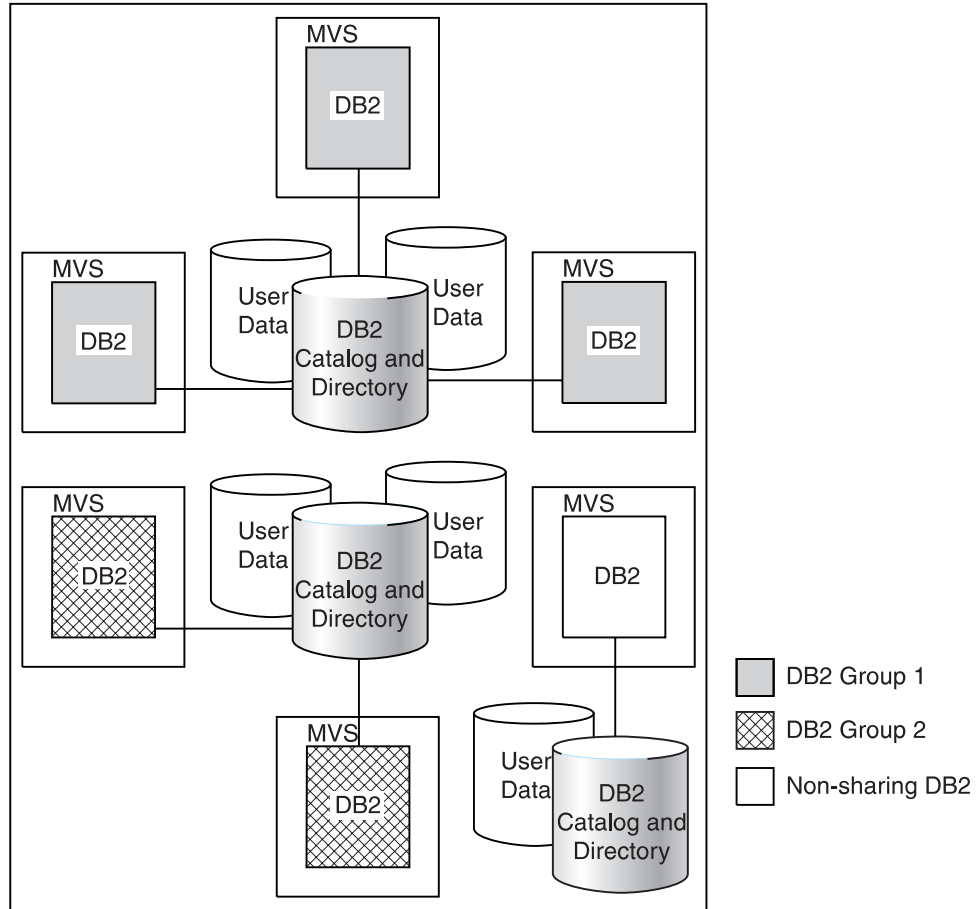 MVS
DB2
MVS
DB2
User
Data
DB2
Catalog and
Directory
User
Data
MVS
DB2
MVS
DB2
User
Data
DB2
Catalog and
Directory
User
Data
MVS
DB2
MVS
DB2
User
Data
DB2
Catalog and
Directory
DB2 Group 1
DB2 Group 2
Non-sharing DB2